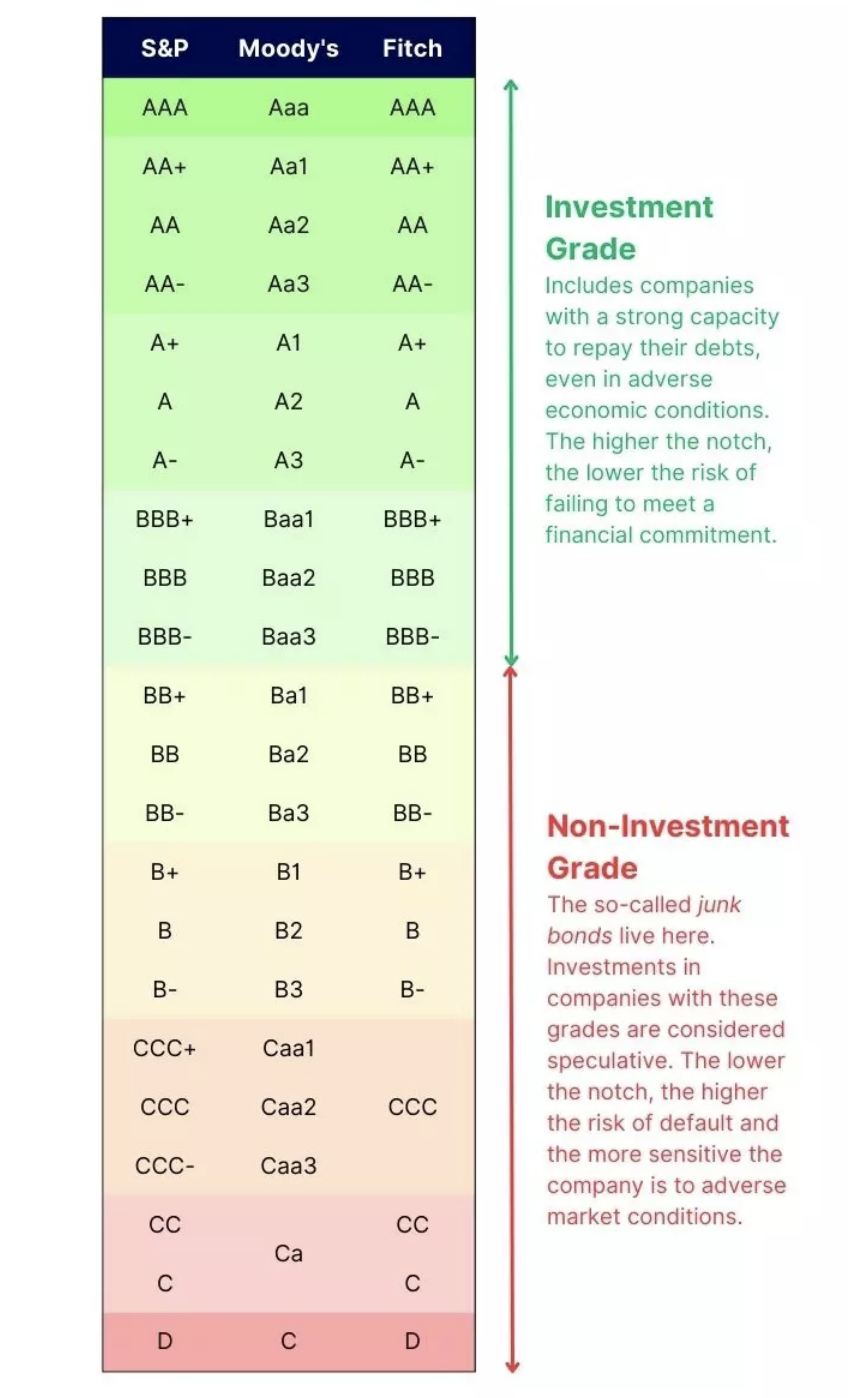 S&P Moody's Fitch
AAA Aaa AAA
AA+ Aa1 AA+
AA Aa2 AA
AA- Aa3 AA-
A+ A1 A+
A A2 A
A- A3 A-
BBB+ Baa1 BBB+
BBB Baa2 BBB
BBB- Baa3 BBB-
BB+ Ba1 BB+
BB Ba2 BB
BB- Ba3 BB-
B+ B1 B+
B B2 B
B- B3 B-
CCC+ Caa1
CCC Caa2 CCC
CCC- Caa3
CC CC
Ca
C C
D C D
Investment
Grade
Includes companies
with a strong capacity
to repay their debts,
even in adverse
economic conditions.
The higher the notch,
the lower the risk of
failing to meet a
financial commitment.
Non-Investment
Grade
The so-called junk
bonds live here.
Investments in
companies with these
grades are considered
speculative. The lower
the notch, the higher
the risk of default and
the more sensitive the
company is to adverse
market conditions.